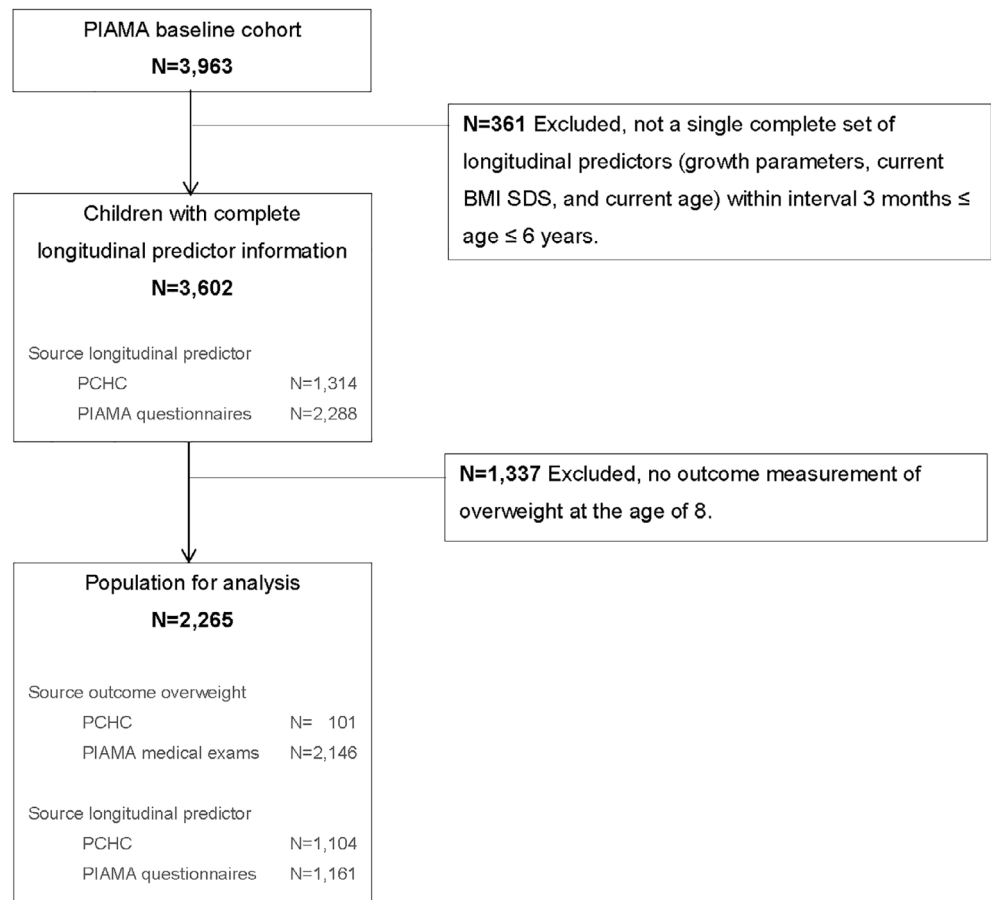 PIAMA baseline cohort
N=3,963
N=361 Excluded, not a single complete set of
longitudinal predictors (growth parameters, current
BMI SDS, and current age) within interval 3 months ≤
age ≤ 6 years.
Children with complete
longitudinal predictor information
N=3,602
Source longitudinal predictor
PCHC N=1,314
PIAMA questionnaires N=2,288
N=1,337 Excluded, no outcome measurement of
overweight at the age of 8.
Population for analysis
N=2,265
Source outcome overweight
PCHC N= 101
PIAMA medical exams N=2,146
Source longitudinal predictor
PCHC N=1,104
PIAMA questionnaires N=1,161